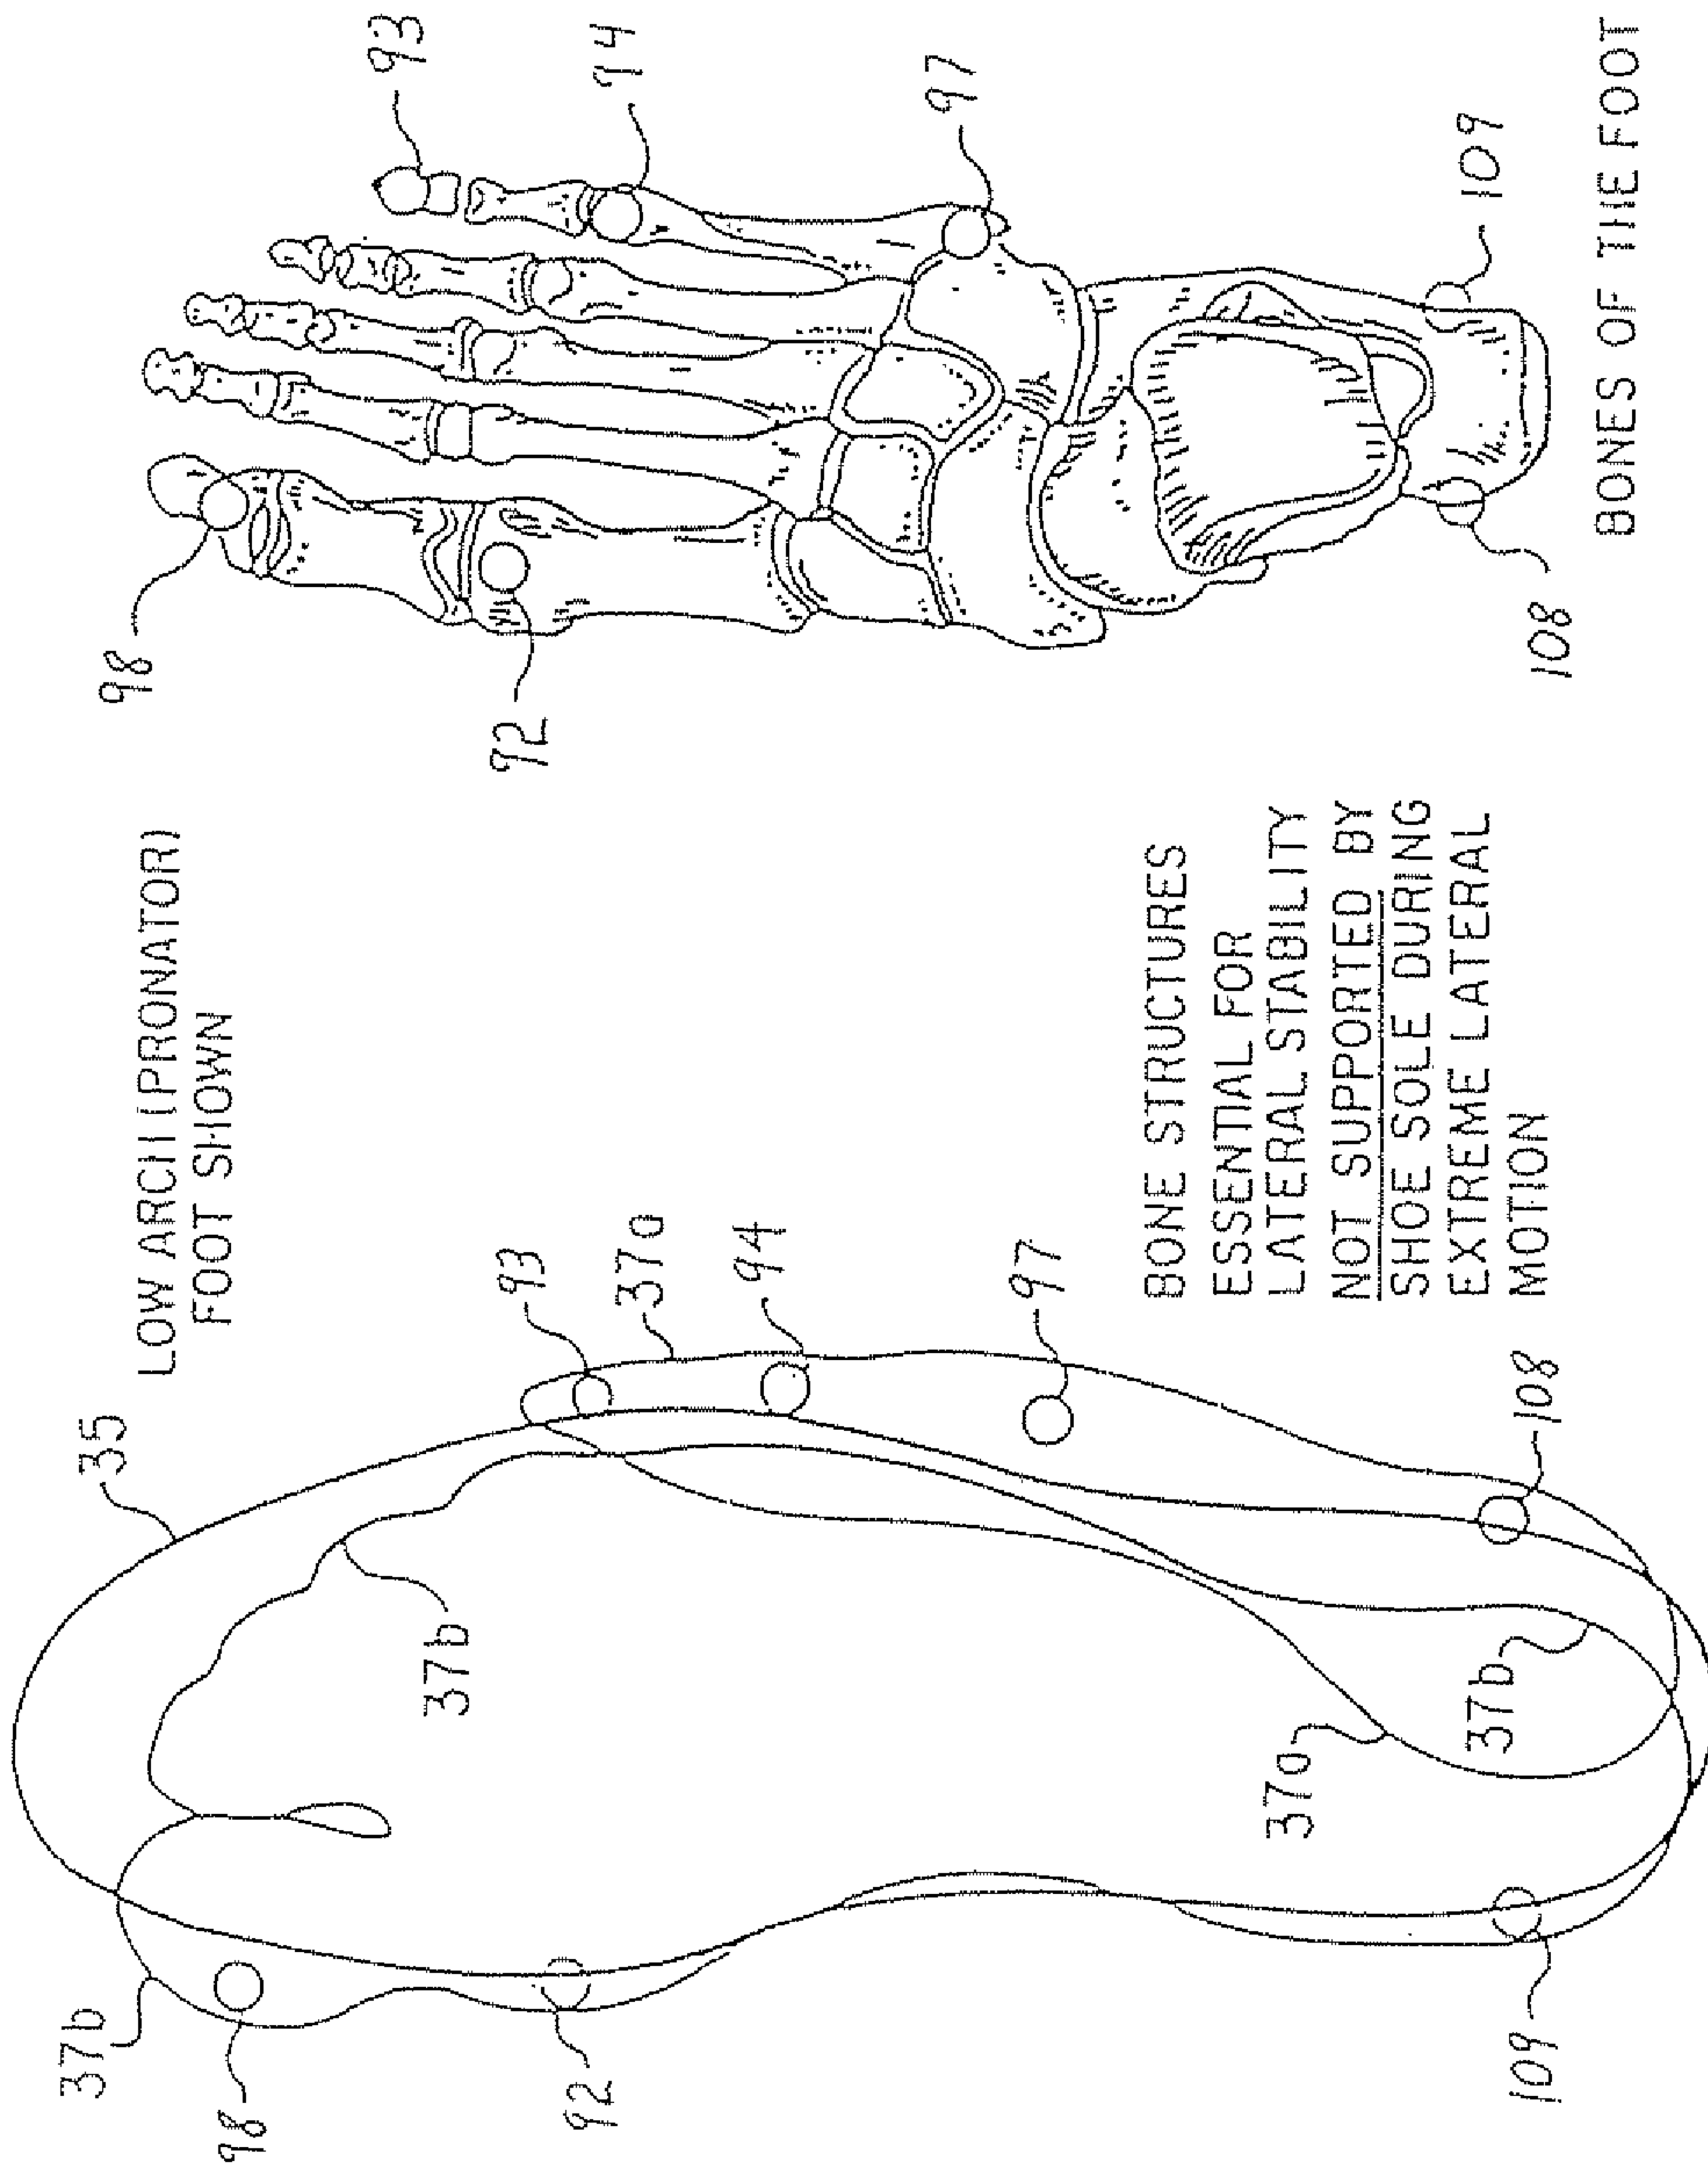 35
37b
98
92
109
37b
37a
37b
93
37a
94
97
108
LOW ARCH (PRONATOR)
FOOT SHOWN
BONE STRUCTURES
ESSENTIAL FOR
LATERAL STABILITY
NOT SUPPORTED BY
SHOE SOLE DURING
EXTREME LATERAL
MOTION
98
92
93
94
97
109
108
BONES OF THE FOOT